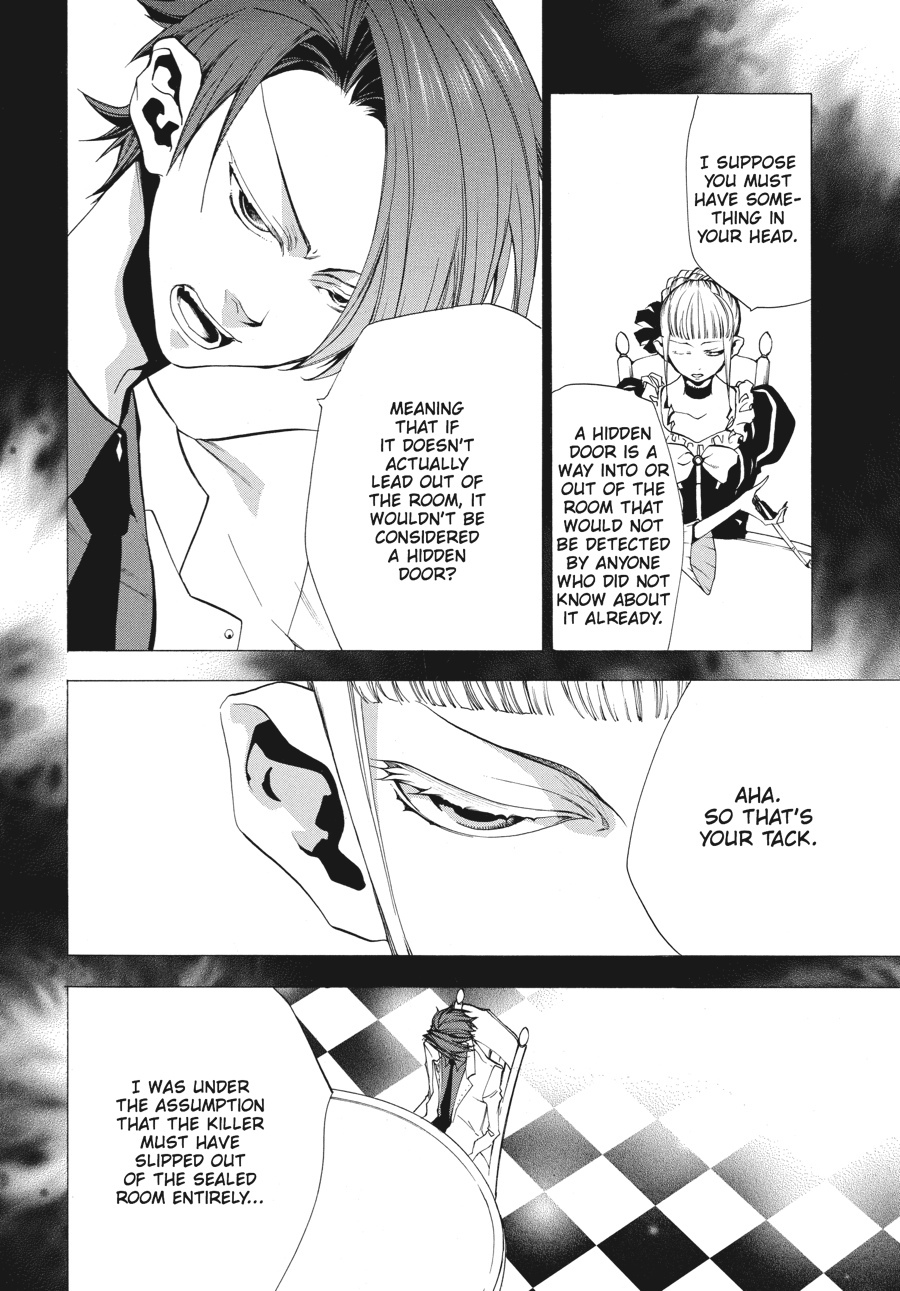 I SUPPOSE
YOU MUST
HAVE SOME-
THING IN
YOUR HEAD.
A HIDDEN
DOOR IS A
WAY INTO OR
OUT OF THE
ROOM THAT
WOULD NOT
BE DETECTED
BY ANYONE
WHO DID NOT
KNOW ABOUT
IT ALREADY.
MEANING
THAT IF
IT DOESN'T
ACTUALLY
LEAD OUT OF
THE ROOM, IT
WOULDN'T BE
CONSIDERED
A HIDDEN
DOOR?
AHA.
SO THAT'S
YOUR TACK.
I WAS UNDER
THE ASSUMPTION
THAT THE KILLER
MUST HAVE
SLIPPED OUT
OF THE SEALED
ROOM ENTIRELY...